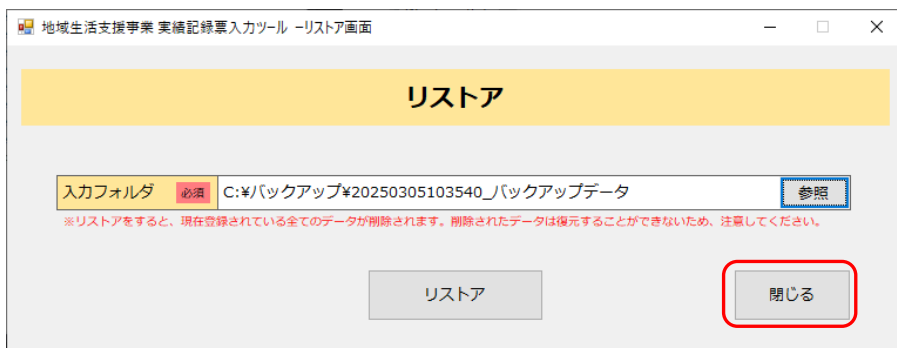 地域生活支援事業 実績記録票入力ツール －リストア画面
リストア
入力フォルダ 必須 C:¥バックアップ¥20250305103540_バックアップデータ 参照
※リストアをすると、現在登録されている全てのデータが削除されます。削除されたデータは復元することができないため、注意してください。
リストア 閉じる